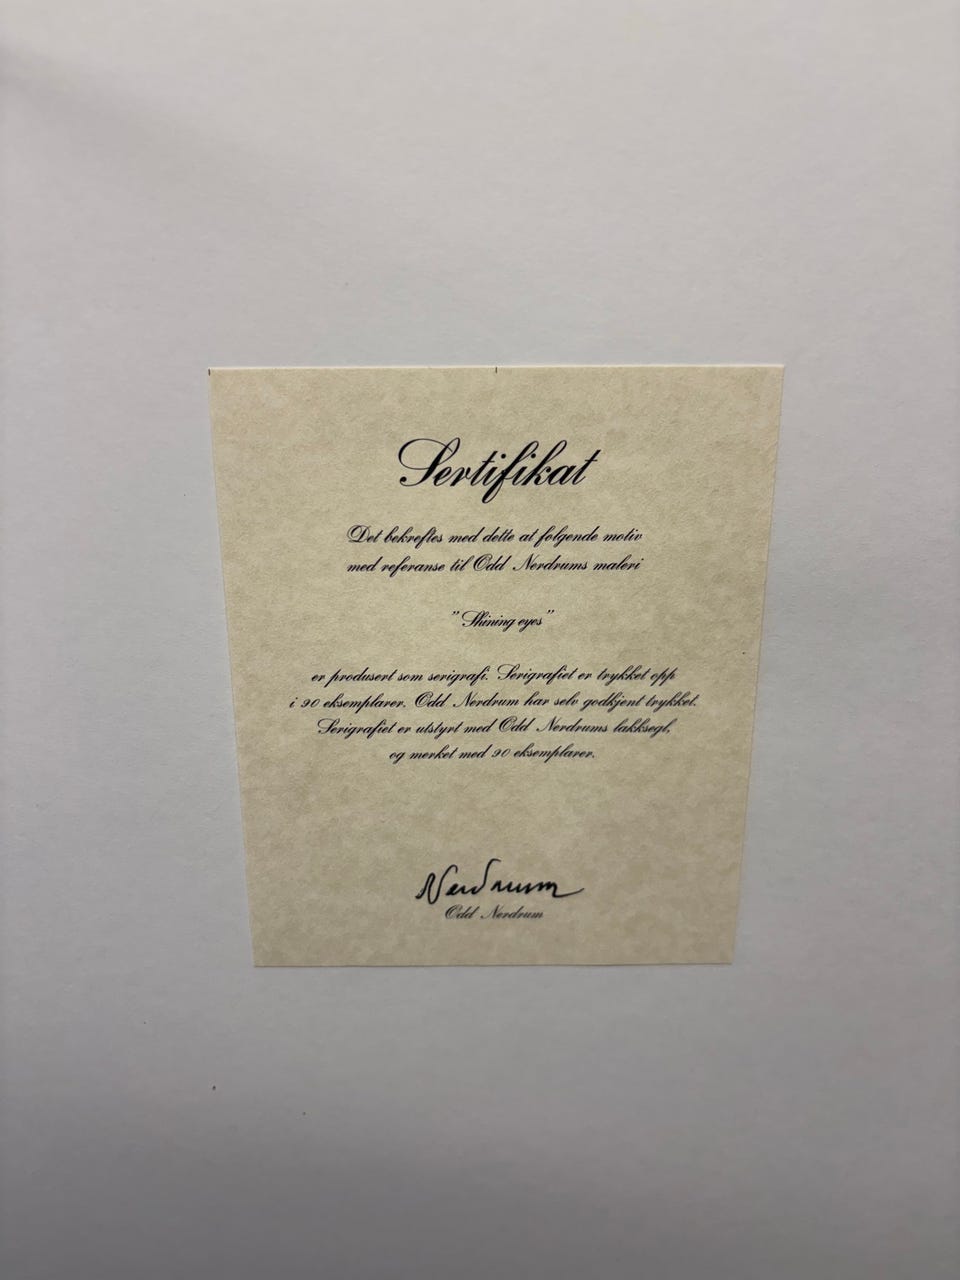 Sertifikat
Det bekreftes med dette at følgende motiv
med referanse til Odd Nerdrums maleri
"Shining eyes"
er produsert som serigrafi. Serigrafiet er trykket opp
i 90 eksemplarer. Odd Nerdrum har selv godkjent trykket.
Serigrafiet er utstyrt med Odd Nerdrums lakksegl,
og merket med 90 eksemplarer.
Nerdrum
Odd Nerdrum